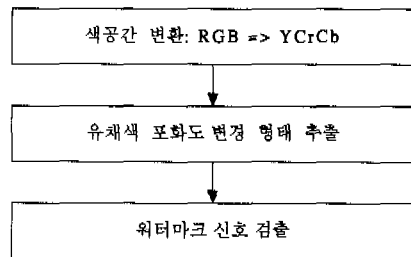 색공간 변환: RGB => YCrCb
유채색 포화도 변경 형태 추출
워터마크 신호 검출